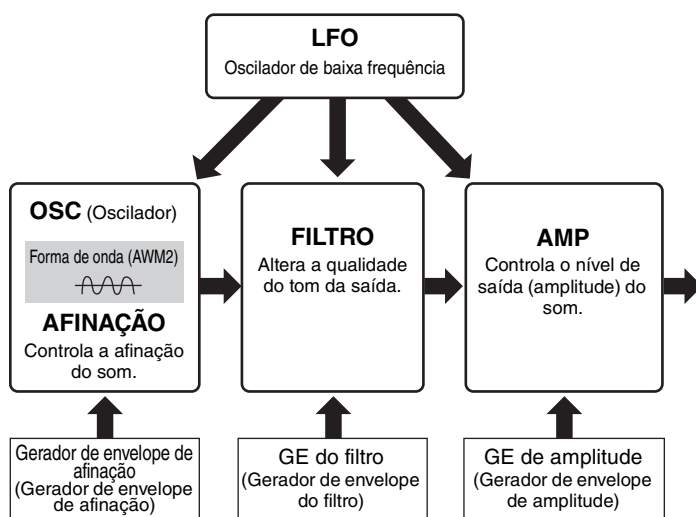 LFO
Oscilador de baixa frequência
OSC (Oscilador)
Forma de onda (AWM2)
AFINAÇÃO
Controla a afinação
do som.
FILTRO
Altera a qualidade
do tom da saída.
AMP
Controla o nível de
saída (amplitude) do
som.
Gerador de envelope de
afinação
(Gerador de envelope
de afinação)
GE do filtro
(Gerador de envelope
do filtro)
GE de amplitude
(Gerador de envelope
de amplitude)